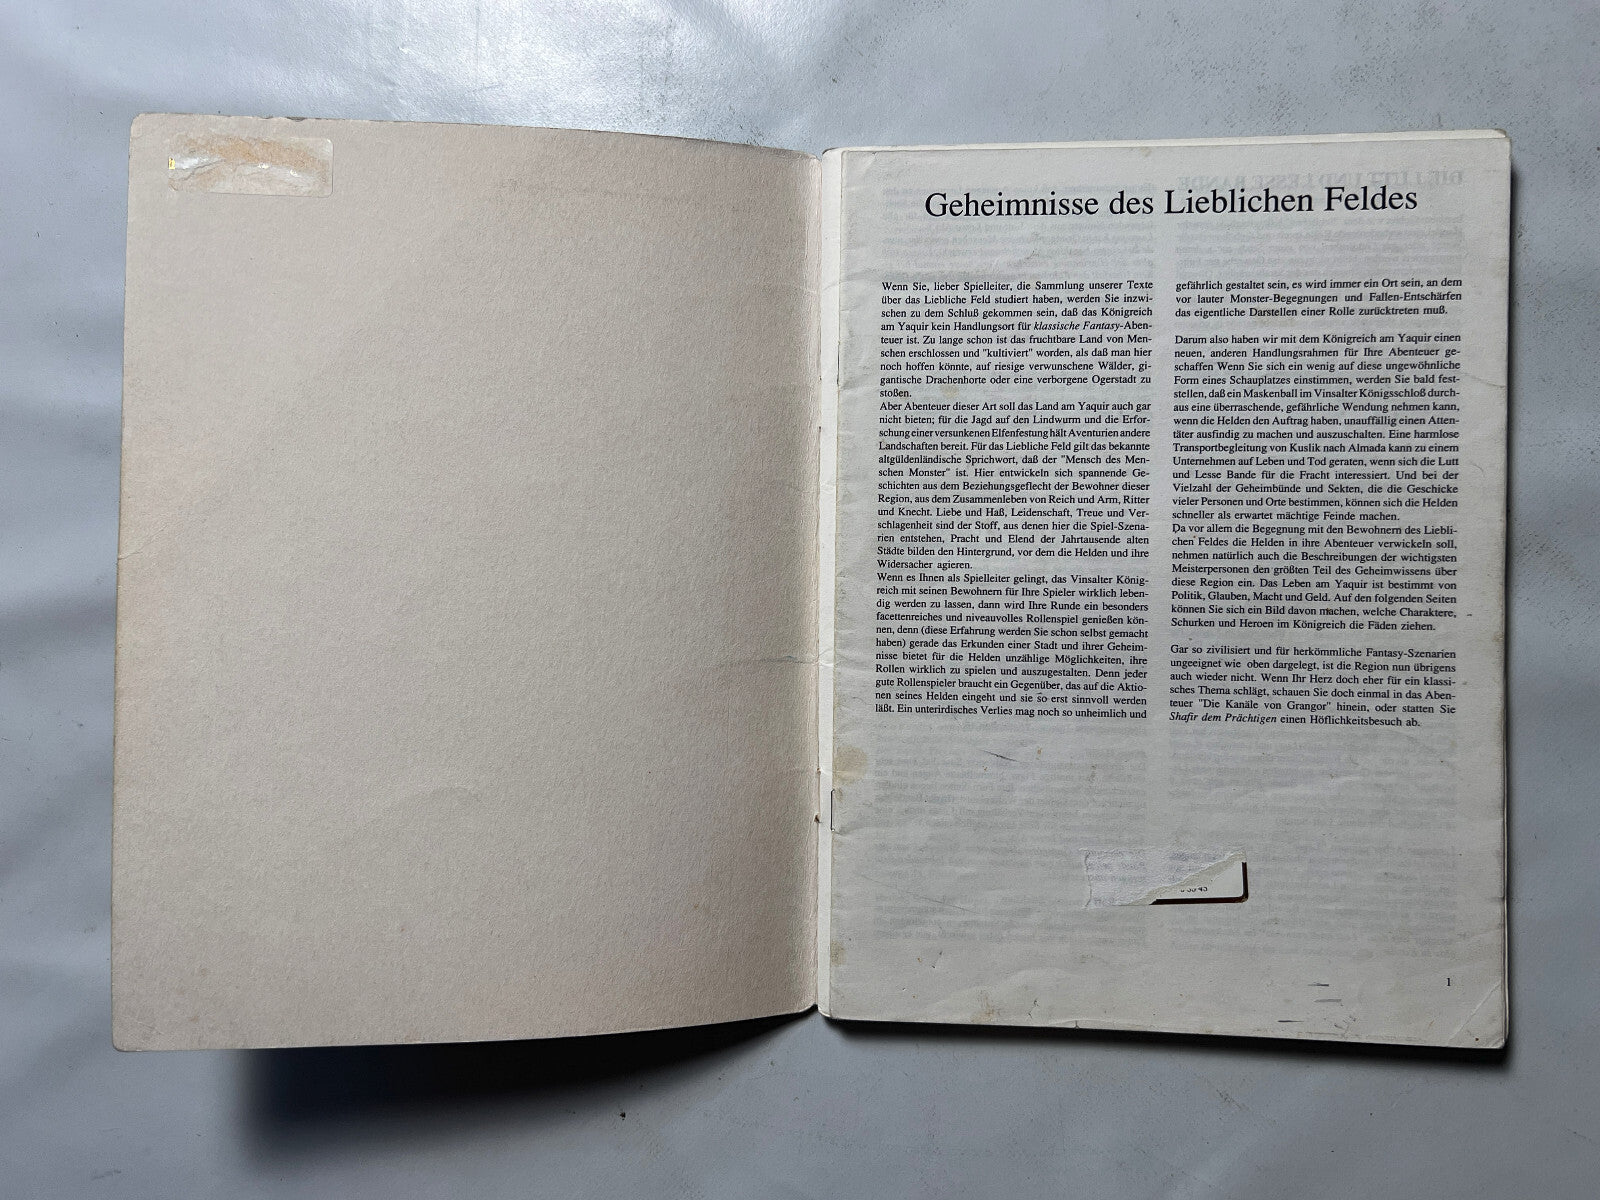 Geheimnisse des Lieblichen Feldes
Wenn Sie, lieber Spielleiter, die Sammlung unserer Texte
über das Liebliche Feld studiert haben, werden Sie inzwi-
schen zu dem Schluß gekommen sein, daß das Königreich
am Yaquir kein Handlungsort für klassische Fantasy-Aben-
teuer ist. Zu lange schon ist das fruchtbare Land von Men-
schen erschlossen und "kultiviert" worden, als daß man hier
noch hoffen könnte, auf riesige verwunschene Wälder, gi-
gantische Drachenhorte oder eine verborgene Ogerstadt zu
stoßen.
Aber Abenteuer dieser Art soll das Land am Yaquir auch gar
nicht bieten; für die Jagd auf den Lindwurm und die Erfor-
schung einer versunkenen Elfenfestung hält Aventurien andere
Landschaften bereit. Für das Liebliche Feld gilt das bekannte
altgüldenländische Sprichwort, daß der "Mensch des Men-
schen Monster" ist. Hier entwickeln sich spannende Ge-
schichten aus dem Beziehungsgeflecht der Bewohner dieser
Region, aus dem Zusammenleben von Reich und Arm, Ritter
und Knecht. Liebe und Haß, Leidenschaft, Treue und Ver-
schlagenheit sind der Stoff, aus denen hier die Spiel-Szena-
rien entstehen, Pracht und Elend der Jahrtausende alten
Städte bilden den Hintergrund, vor dem die Helden und ihre
Widersacher agieren.
Wenn es Ihnen als Spielleiter gelingt, das Vinsalter König-
reich mit seinen Bewohnern für Ihre Spieler wirklich leben-
dig werden zu lassen, dann wird Ihre Runde ein besonders
facettenreiches und niveauvolles Rollenspiel genießen kön-
nen, denn (diese Erfahrung werden Sie schon selbst gemacht
haben) gerade das Erkunden einer Stadt und ihrer Geheim-
nisse bietet für die Helden unzählige Möglichkeiten, ihre
Rollen wirklich zu spielen und auszugestalten. Denn jeder
gute Rollenspieler braucht ein Gegenüber, das auf die Aktio-
nen seines Helden eingeht und sie so erst sinnvoll werden
läßt. Ein unterirdisches Verlies mag noch so unheimlich und
gefährlich gestaltet sein, es wird immer ein Ort sein, an dem
vor lauter Monster-Begegnungen und Fallen-Entschärfen
das eigentliche Darstellen einer Rolle zurücktreten muß.
Darum also haben wir mit dem Königreich am Yaquir einen
neuen, anderen Handlungsrahmen für Ihre Abenteuer ge-
schaffen Wenn Sie sich ein wenig auf diese ungewöhnliche
Form eines Schauplatzes einstimmen, werden Sie bald fest-
stellen, daß ein Maskenball im Vinsalter Königsschloß durch-
aus eine überraschende, gefährliche Wendung nehmen kann,
wenn die Helden den Auftrag haben, unauffällig einen Atten-
täter ausfindig zu machen und auszuschalten. Eine harmlose
Transportbegleitung von Kuslik nach Almada kann zu einem
Unternehmen auf Leben und Tod geraten, wenn sich die Lutt
und Lesse Bande für die Fracht interessiert. Und bei der
Vielzahl der Geheimbünde und Sekten, die die Geschicke
vieler Personen und Orte bestimmen, können sich die Helden
schneller als erwartet mächtige Feinde machen.
Da vor allem die Begegnung mit den Bewohnern des Liebli-
chen Feldes die Helden in ihre Abenteuer verwickeln soll,
nehmen natürlich auch die Beschreibungen der wichtigsten
Meisterpersonen den größten Teil des Geheimwissens über
diese Region ein. Das Leben am Yaquir ist bestimmt von
Politik, Glauben, Macht und Geld. Auf den folgenden Seiten
können Sie sich ein Bild davon machen, welche Charaktere,
Schurken und Heroen im Königreich die Fäden ziehen.
Gar so zivilisiert und für herkömmliche Fantasy-Szenarien
ungeeignet wie oben dargelegt, ist die Region nun übrigens
auch wieder nicht. Wenn Ihr Herz doch eher für ein klassi-
sches Thema schlägt, schauen Sie doch einmal in das Aben-
teuer "Die Kanäle von Grangor" hinein, oder statten Sie
Shafir dem Prächtigen einen Höflichkeitsbesuch ab.
1